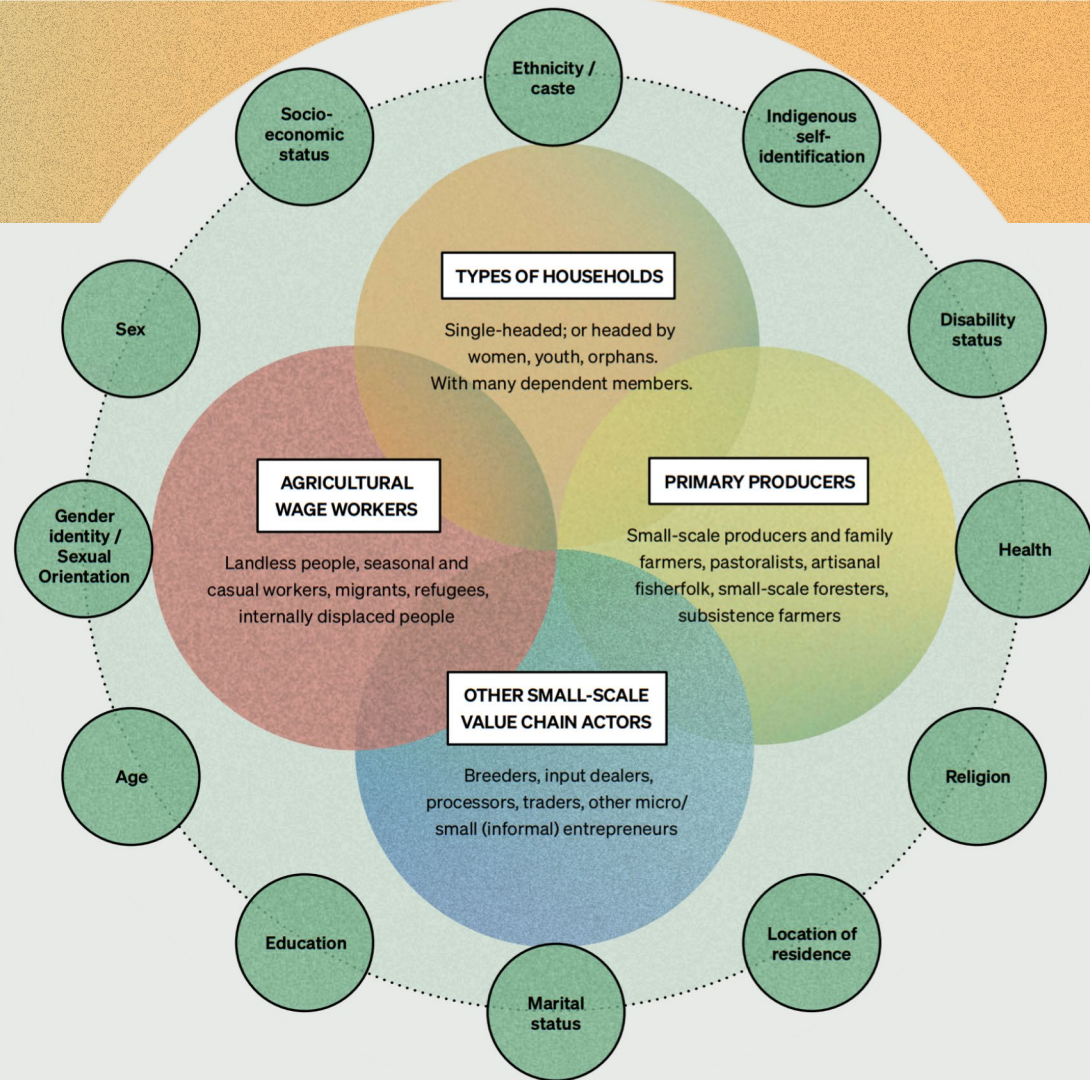 Ethnicity /
caste
Socio-
economic
status
Indigenous
self-
identification
Sex
Disability
status
TYPES OF HOUSEHOLDS
Single-headed; or headed by
women, youth, orphans.
With many dependent members.
AGRICULTURAL
WAGE WORKERS
Landless people, seasonal and
casual workers, migrants, refugees,
internally displaced people
PRIMARY PRODUCERS
Small-scale producers and family
farmers, pastoralists, artisanal
fisherfolk, small-scale foresters,
subsistence farmers
Gender
identity /
Sexual
Orientation
Health
OTHER SMALL-SCALE
VALUE CHAIN ACTORS
Breeders, input dealers,
processors, traders, other micro/
small (informal) entrepreneurs
Age
Religion
Education
Location of
residence
Marital
status